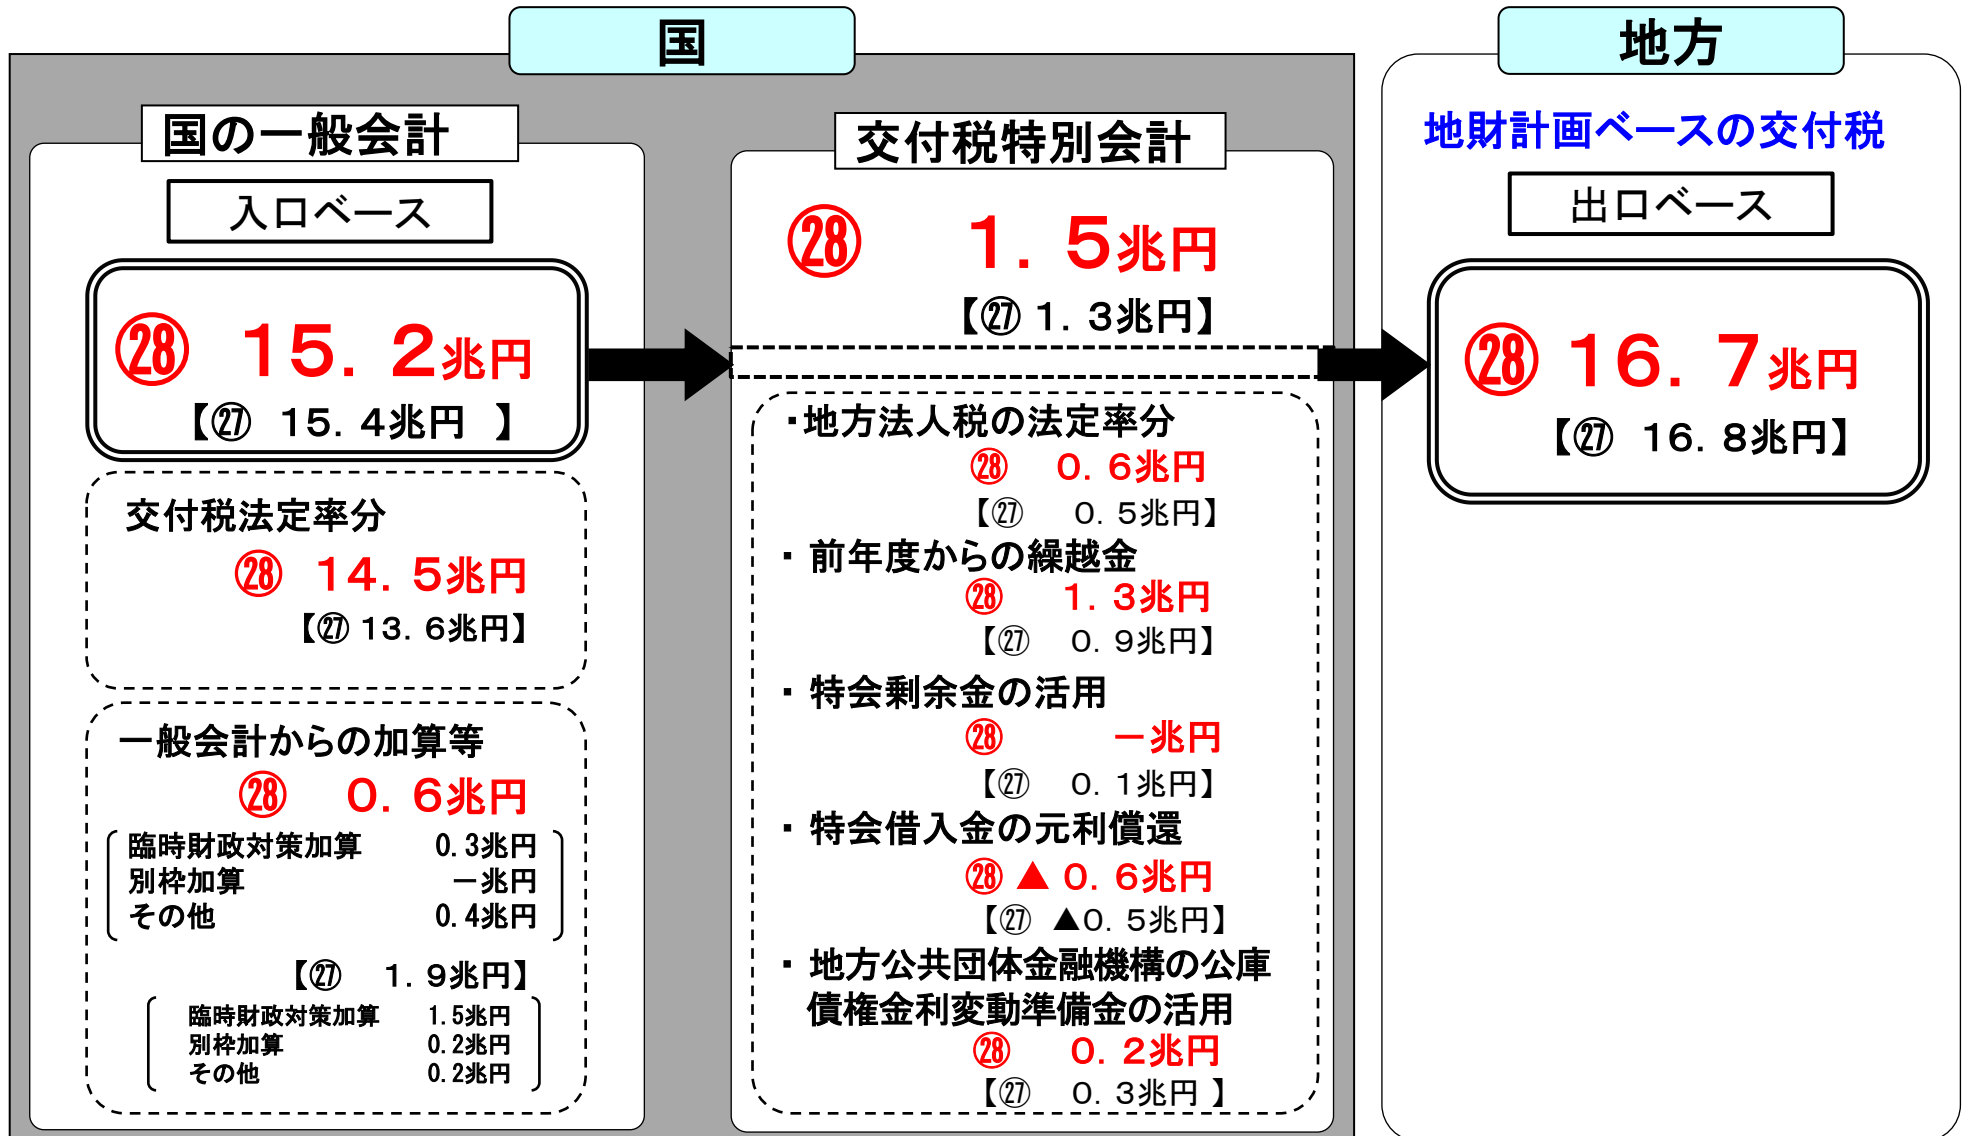 国
国の一般会計
入口ベース
㉘ 15．2兆円
【㉗ 15．4兆円 】
交付税法定率分
㉘ 14．5兆円
【㉗ 13．6兆円】
一般会計からの加算等
㉘ 0．6兆円
臨時財政対策加算 0.3兆円
別枠加算 －兆円
その他 0.4兆円
【㉗ 1．9兆円】
臨時財政対策加算 1.5兆円
別枠加算 0.2兆円
その他 0.2兆円
交付税特別会計
㉘ 1．5兆円
【㉗ 1．3兆円】
・地方法人税の法定率分
㉘ 0．6兆円
【㉗ 0．5兆円】
・ 前年度からの繰越金
㉘ 1．3兆円
【㉗ 0．9兆円】
・ 特会剰余金の活用
㉘ －兆円
【㉗ 0．1兆円】
・ 特会借入金の元利償還
㉘ ▲ 0．6兆円
【㉗ ▲0．5兆円】
・ 地方公共団体金融機構の公庫
債権金利変動準備金の活用
㉘ 0．2兆円
【㉗ 0．3兆円 】
地方
地財計画ベースの交付税
出口ベース
㉘ 16．7兆円
【㉗ 16．8兆円】